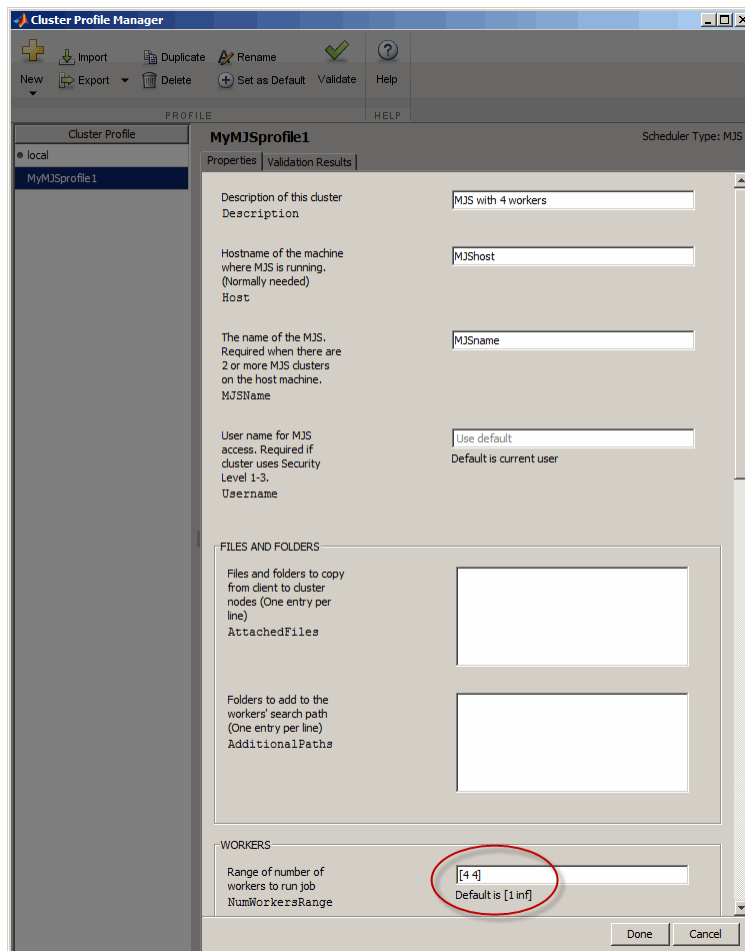 Cluster Profile Manager
New
Import
Export
Duplicate
Delete
Rename
Set as Default
Validate
Help
PROFILE
HELP
Cluster Profile
local
MyMJSprofile1
MyMJSprofile1
Scheduler Type: MJS
Properties
Validation Results
Description of this cluster
Description
MJS with 4 workers
Hostname of the machine
where MJS is running.
(Normally needed)
Host
MJShost
The name of the MJS.
Required when there are
2 or more MJS clusters
on the host machine.
MJSName
MJSname
User name for MJS
access. Required if
cluster uses Security
Level 1-3.
Username
Use default
Default is current user
FILES AND FOLDERS
Files and folders to copy
from client to cluster
nodes (One entry per
line)
AttachedFiles
Folders to add to the
workers' search path
(One entry per line)
AdditionalPaths
WORKERS
Range of number of
workers to run job
NumWorkersRange
[4 4]
Default is [1 inf]
Done
Cancel